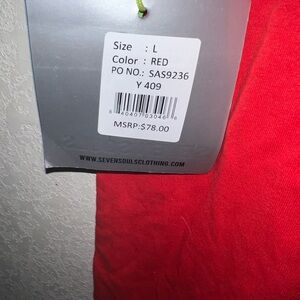 Size : L
Color : RED
PO NO.: SAS9236
Y 409
MSRP:$78.00
WWW.SEVENSOULSCLOTHING.COM